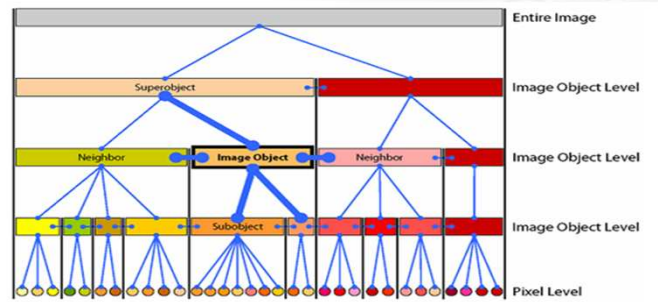 Entire Image
Superobject
Image Object Level
Neighbor
Image Object
Neighbor
Image Object Level
Subobject
Image Object Level
Pixel Level